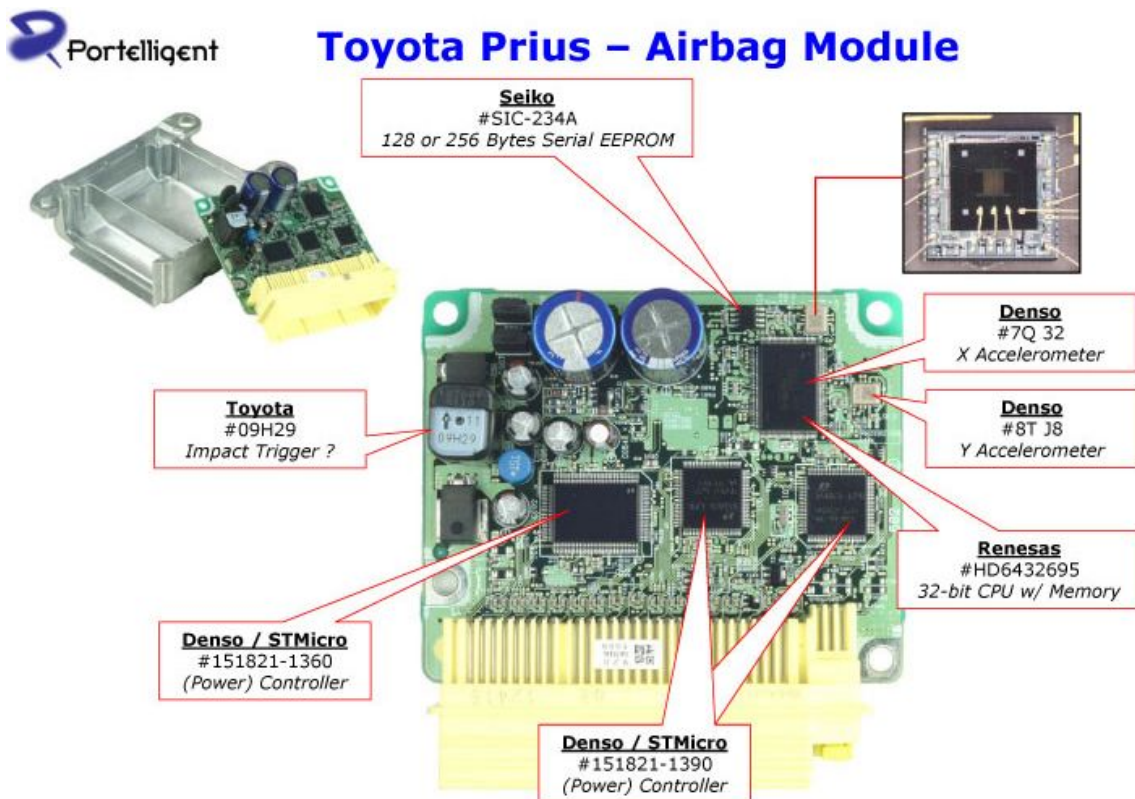 Portelligent
Toyota Prius – Airbag Module
Seiko
#SIC-234A
128 or 256 Bytes Serial EEPROM
Denso
#7Q 32
X Accelerometer
Toyota
#09H29
Impact Trigger ?
11
09H29
Denso
#8T J8
Y Accelerometer
Renesas
#HD6432695
32-bit CPU w/ Memory
Denso / STMicro
#151821-1360
(Power) Controller
Denso / STMicro
#151821-1390
(Power) Controller